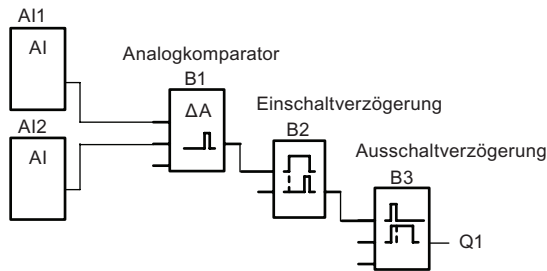 AI1
AI
Analogkomparator
B1
ΔA
AI2
AI
Einschaltverzögerung
B2
Ausschaltverzögerung
B3
Q1